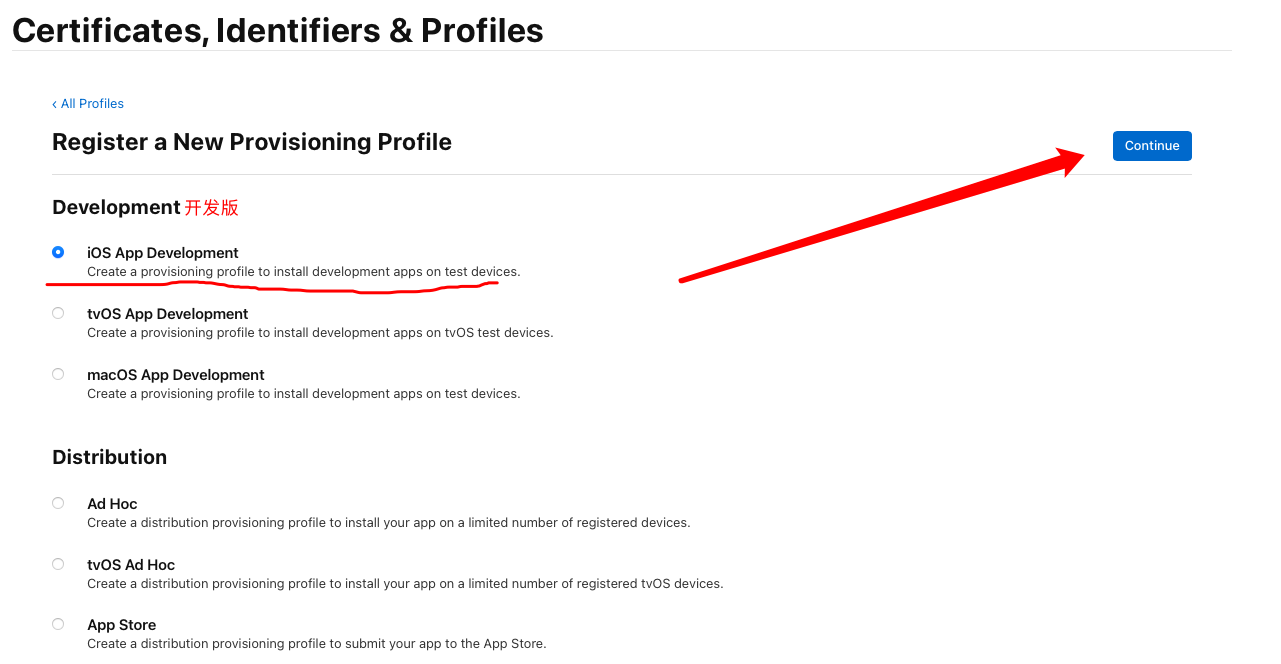 Certificates, Identifiers & Profiles
‹ All Profiles
Register a New Provisioning Profile
Continue
Development 开发版
iOS App Development
Create a provisioning profile to install development apps on test devices.
tvOS App Development
Create a provisioning profile to install development apps on tvOS test devices.
macOS App Development
Create a provisioning profile to install development apps on test devices.
Distribution
Ad Hoc
Create a distribution provisioning profile to install your app on a limited number of registered devices.
tvOS Ad Hoc
Create a distribution provisioning profile to install your app on a limited number of registered tvOS devices.
App Store
Create a distribution provisioning profile to submit your app to the App Store.